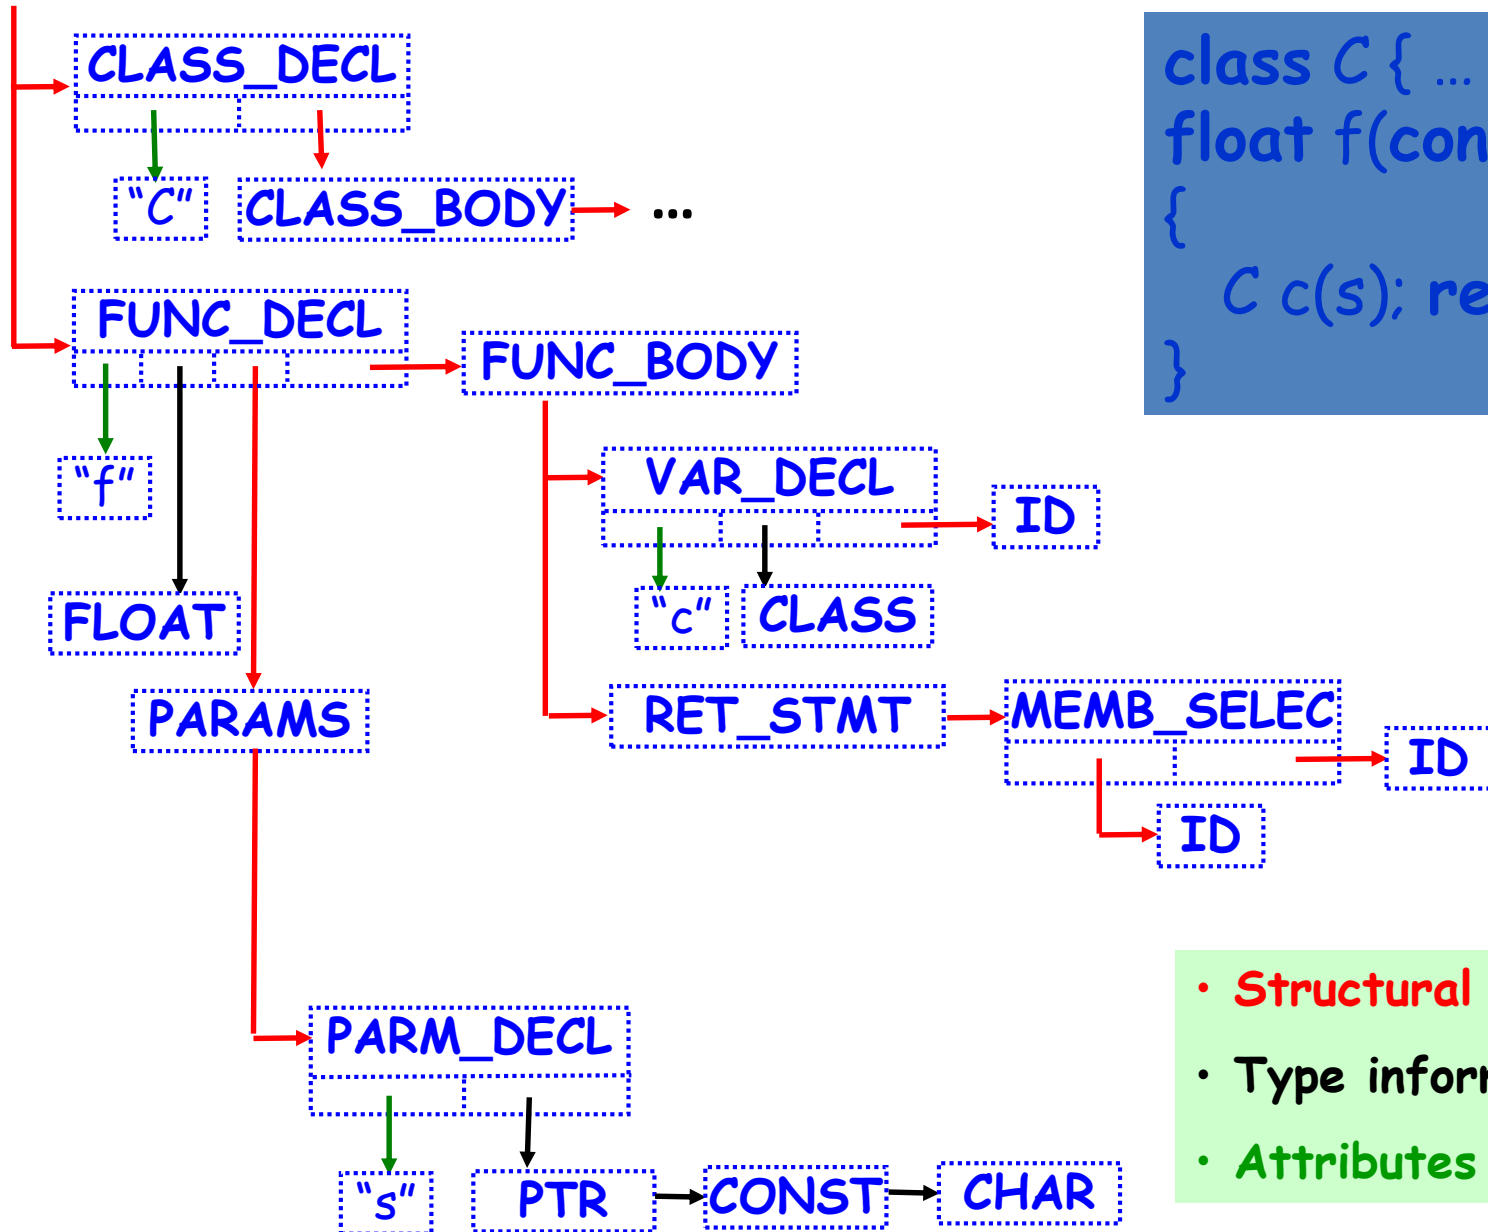 CLASS_DECL
"C"
CLASS_BODY
...
FUNC_DECL
FUNC_BODY
"f"
VAR_DECL
ID
"c"
CLASS
FLOAT
PARAMS
RET_STMT
MEMB_SELEC
ID
ID
PARM_DECL
"s"
PTR
CONST
CHAR
class C { ...
float f(con
{
C c(s); re
}
• Structural
• Type infor
• Attributes